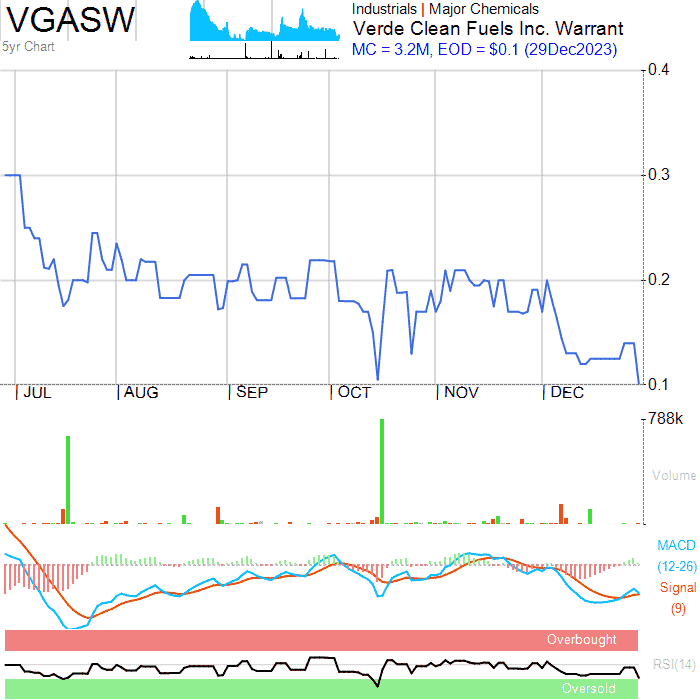 VGASW
5yr Chart
Industrials | Major Chemicals
Verde Clean Fuels Inc. Warrant
MC = 3.2M, EOD = $0.1 (29Dec2023)
0.4
0.3
0.2
0.1
JUL AUG SEP OCT NOV DEC
788k
Volume
MACD
(12-26)
Signal
(9)
Overbought
RSI(14)
Oversold